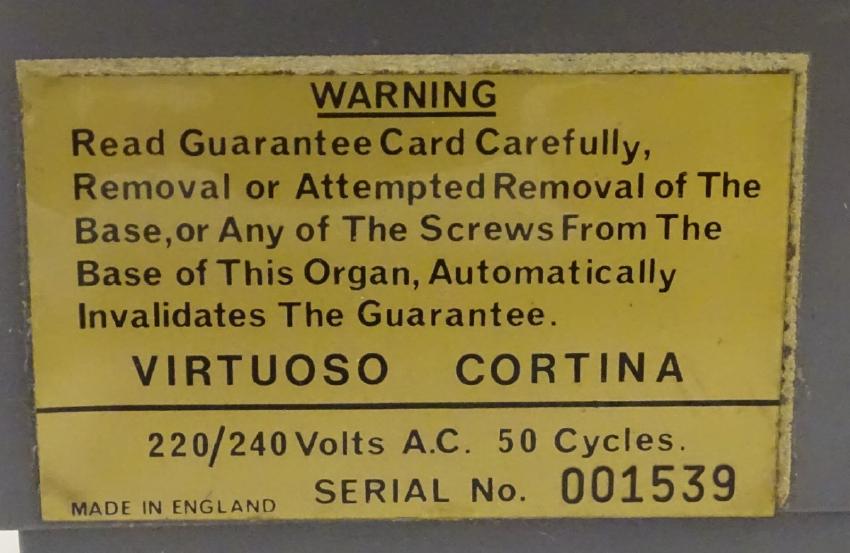 WARNING
Read Guarantee Card Carefully,
Removal or Attempted Removal of The
Base,or Any of The Screws From The
Base of This Organ, Automatically
Invalidates The Guarantee.
VIRTUOSO CORTINA
220/240 Volts A.C. 50 Cycles.
MADE IN ENGLAND SERIAL No. 001539